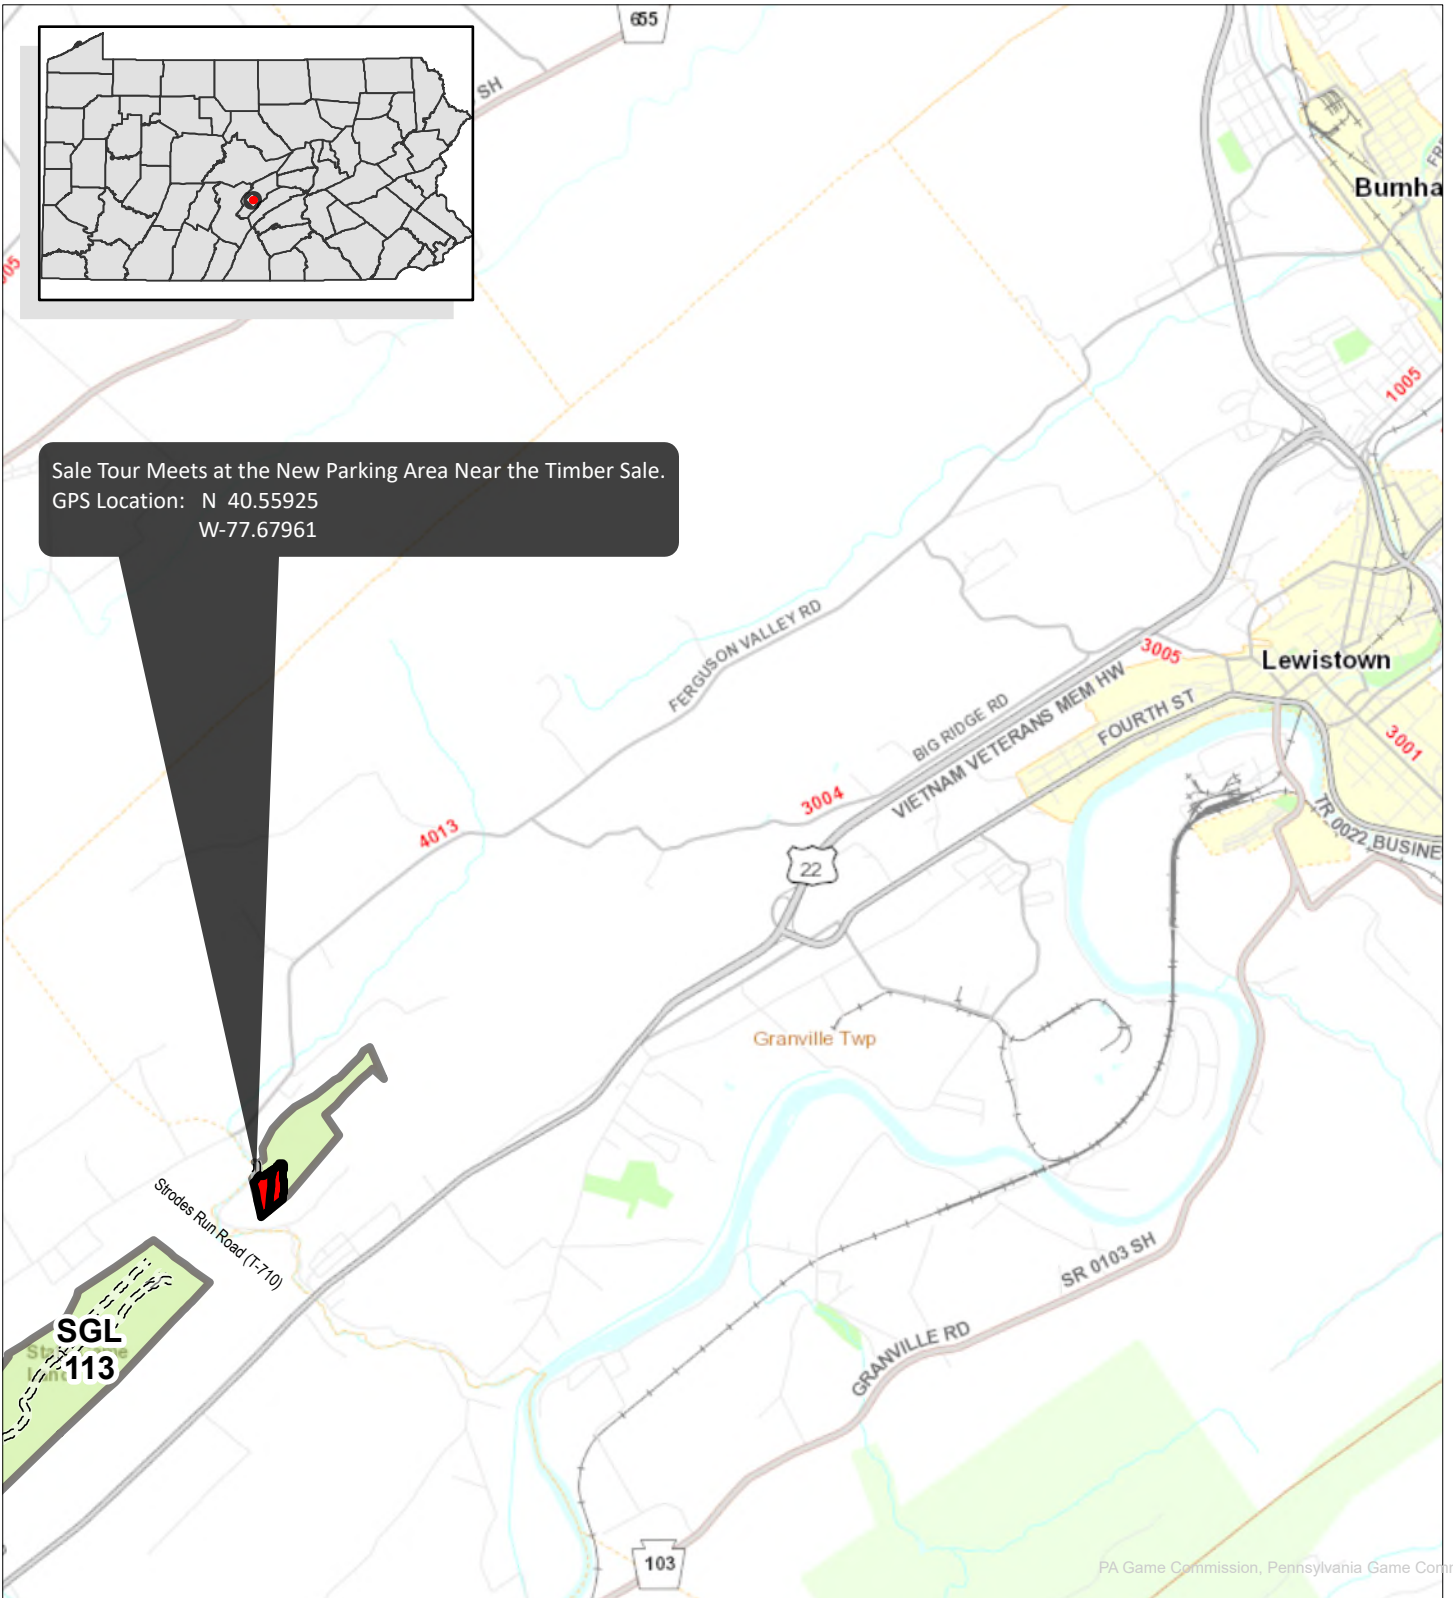 655
SH
Burnha
1005
Sale Tour Meets at the New Parking Area Near the Timber Sale.
GPS Location: N 40.55925
W-77.67961
FERGUSON VALLEY RD
3005
Lewistown
BIG RIDGE RD
VIETNAM VETERANS MEM HW
FOURTH ST
3001
4013
3004
22
TR 0022 BUSINE
Granville Twp
Strodes Run Road (T-710)
SR 0103 SH
GRANVILLE RD
SGL
113
103
PA Game Commission, Pennsylvania Game Com